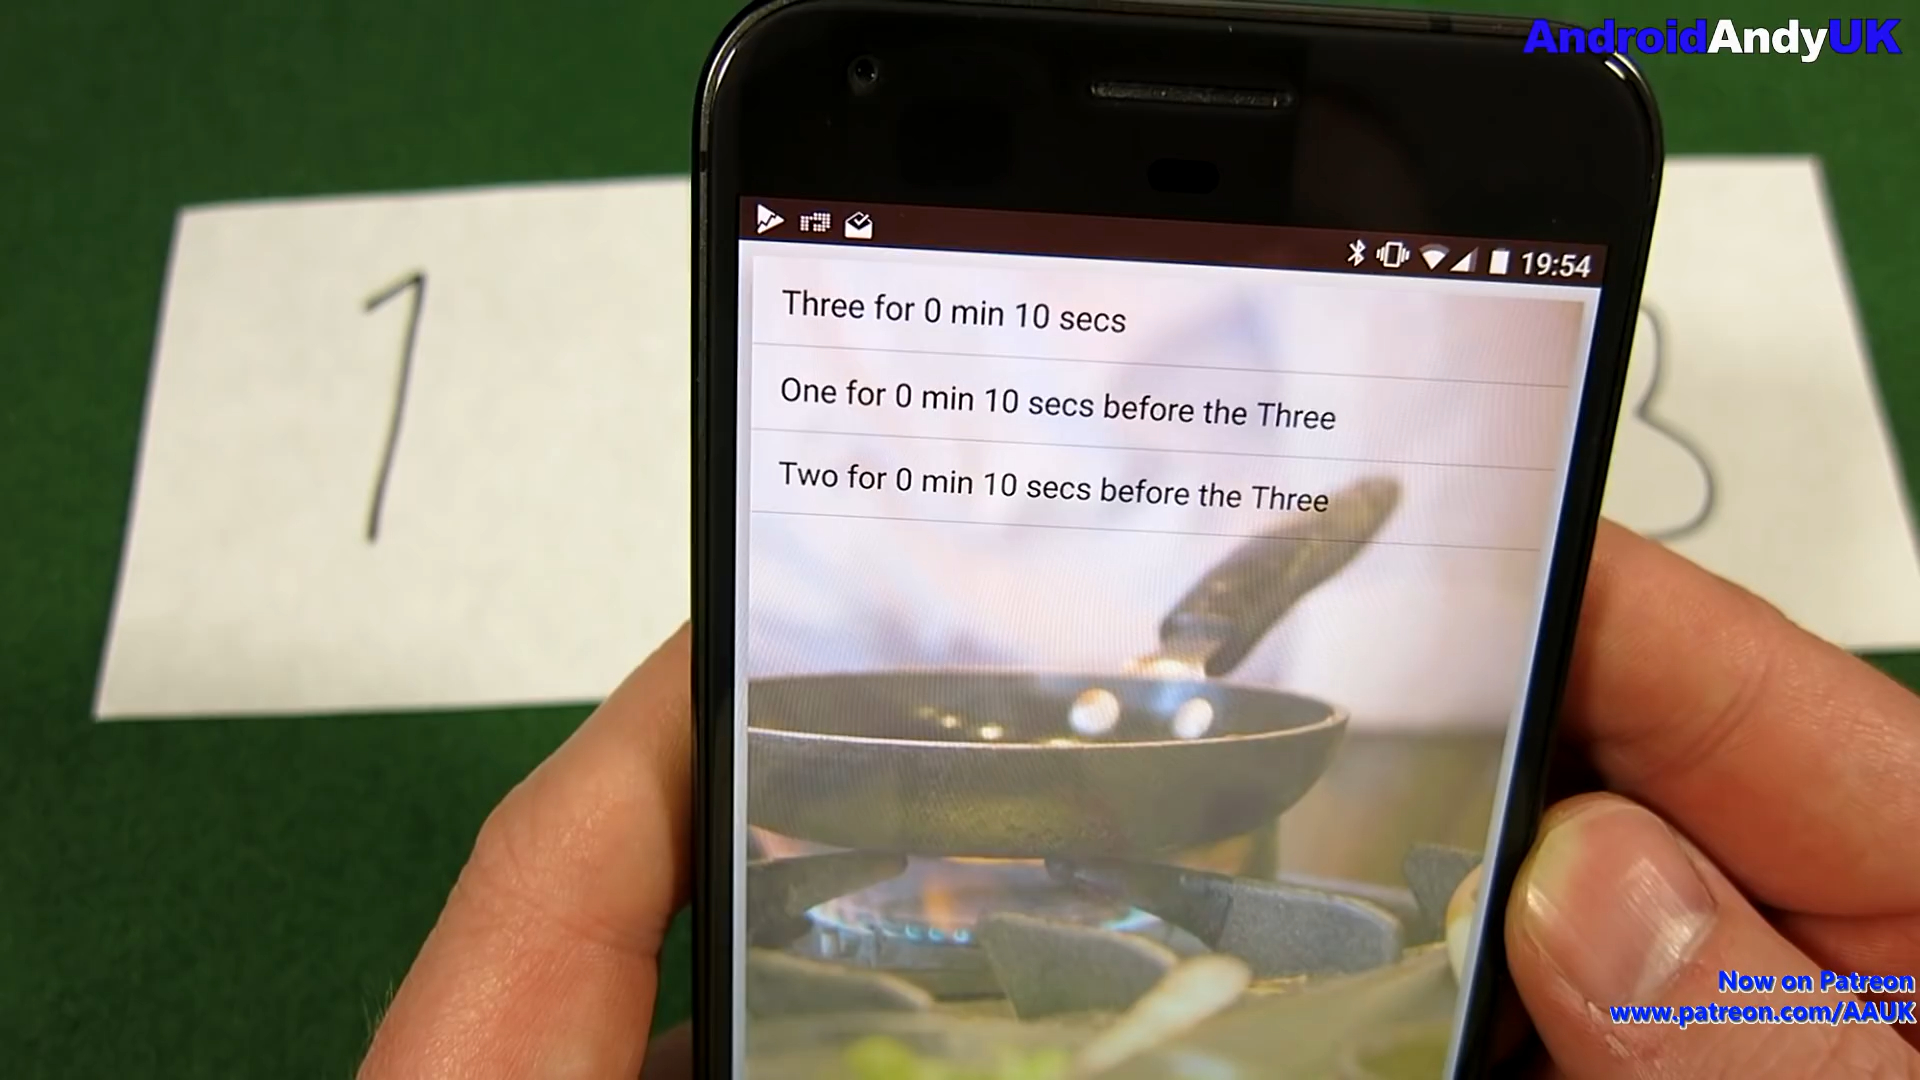 AndroidAndyUK
1
3
19:54
Three for 0 min 10 secs
One for 0 min 10 secs before the Three
Two for 0 min 10 secs before the Three
Now on Patreon
www.patreon.com/AAUK